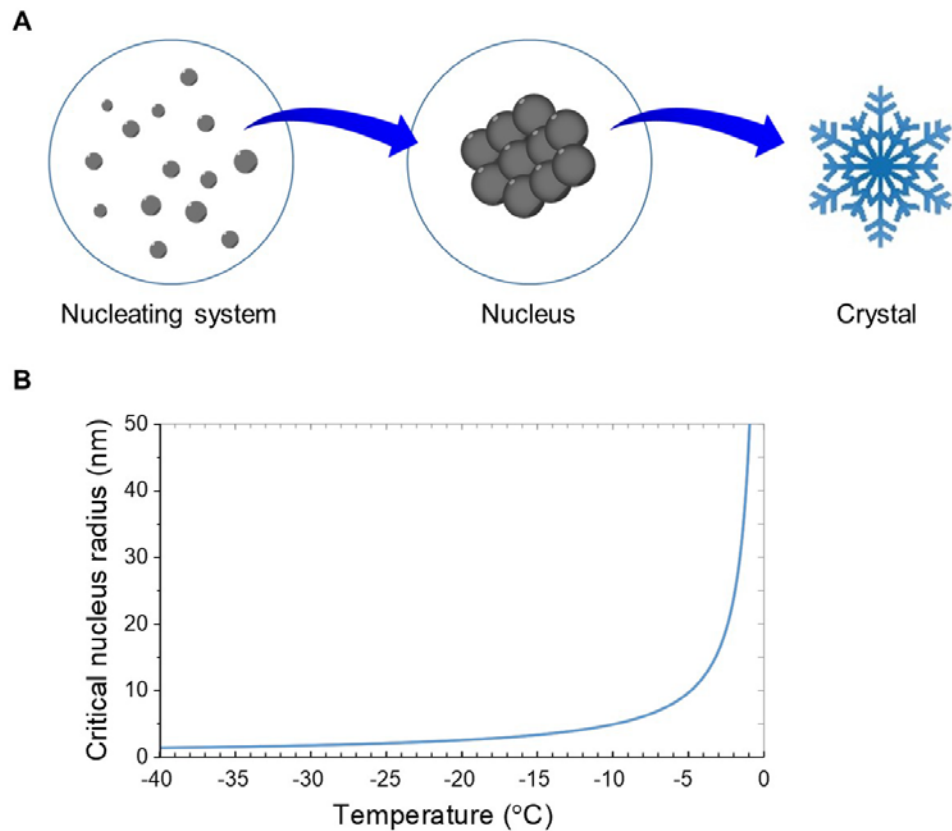 A
Nucleating system
Nucleus
Crystal
B
Critical nucleus radius (nm)
50
40
30
20
10
0
-40
-35
-30
-25
-20
-15
-10
-5
0
Temperature (°C)